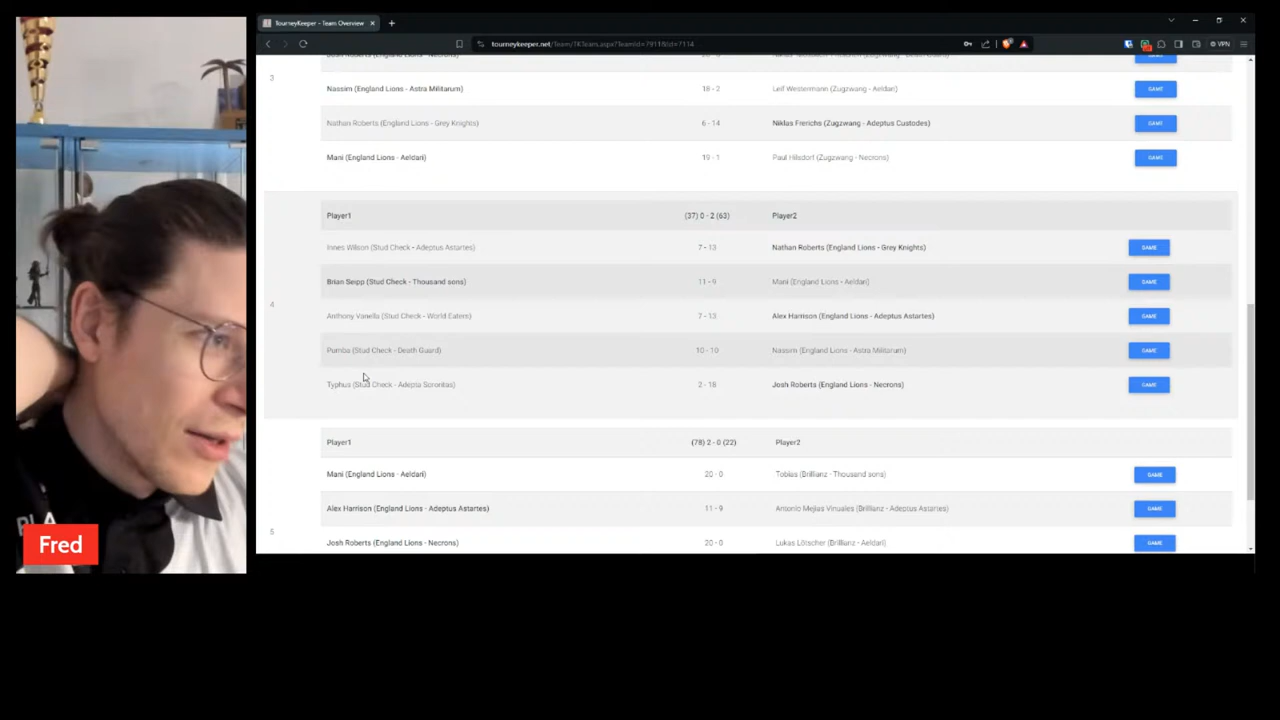 TourneyKeeper - Team Overview
tourneykeeper.net/Team/TKTeam.aspx?TeamId=7911&Id=7114
VPN
3
GAME
Nassim (England Lions - Astra Militarum) 18 - 2 Leif Westermann (Zugzwang - Aeldari) GAME
Nathan Roberts (England Lions - Grey Knights) 6 - 14 Niklas Frerichs (Zugzwang - Adeptus Custodes) GAME
Mani (England Lions - Aeldari) 19 - 1 Paul Hilsdorf (Zugzwang - Necrons) GAME
Player1 (37) 0 - 2 (63) Player2
Innes Wilson (Stud Check - Adeptus Astartes) 7 - 13 Nathan Roberts (England Lions - Grey Knights) GAME
Brian Seipp (Stud Check - Thousand sons) 11 - 9 Mani (England Lions - Aeldari) GAME
4
Anthony Vanella (Stud Check - World Eaters) 7 - 13 Alex Harrison (England Lions - Adeptus Astartes) GAME
Pumba (Stud Check - Death Guard) 10 - 10 Nassim (England Lions - Astra Militarum) GAME
Typhus (Stud Check - Adepta Sororitas) 2 - 18 Josh Roberts (England Lions - Necrons) GAME
Player1 (78) 2 - 0 (22) Player2
Mani (England Lions - Aeldari) 20 - 0 Tobias (Brillianz - Thousand sons) GAME
Alex Harrison (England Lions - Adeptus Astartes) 11 - 9 Antonio Mejias Vinuales (Brillianz - Adeptus Astartes) GAME
5
Josh Roberts (England Lions - Necrons) 20 - 0 Lukas Lötscher (Brillianz - Aeldari) GAME
Fred